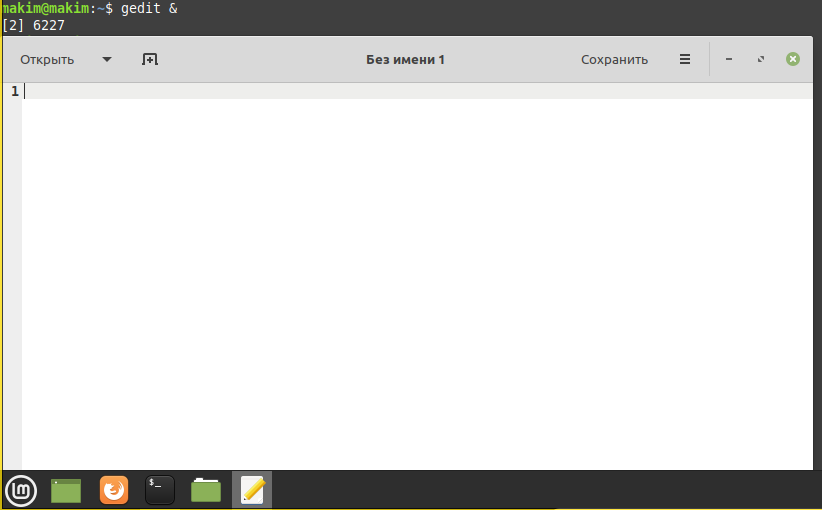 makim@makim:~$ gedit &
[2] 6227
Открыть Без имени 1 Сохранить
1
$_